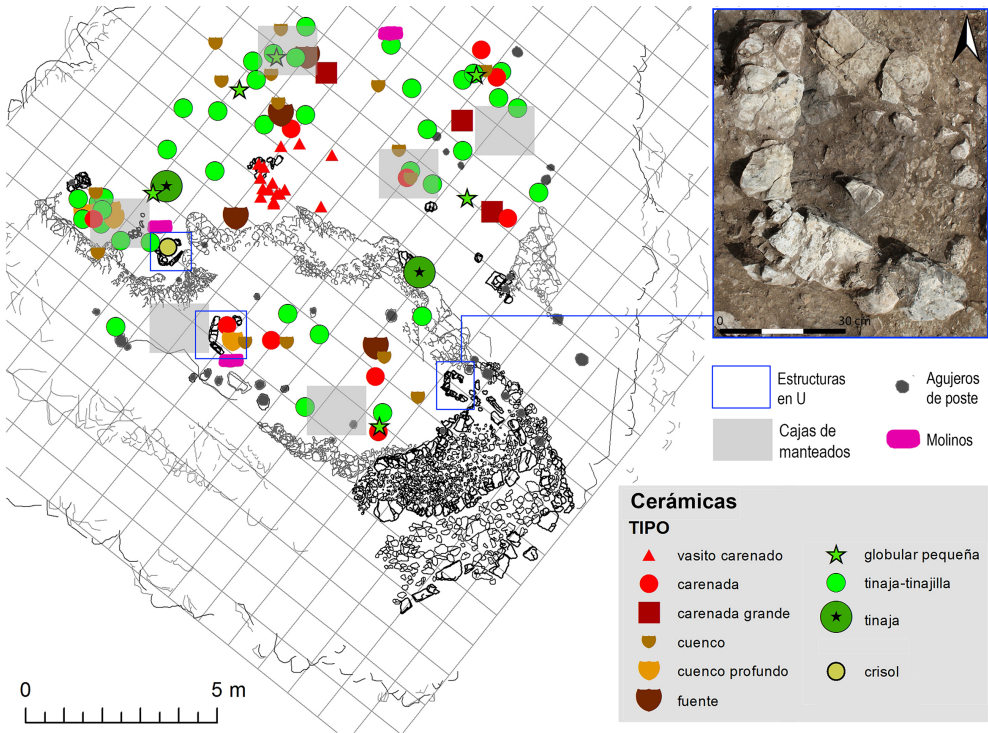 0 30 cm
Estructuras
en U
Agujeros
de poste
Cajas de
manteados
Molinos
Cerámicas
TIPO
vasito carenado
carenada
carenada grande
cuenco
cuenco profundo
fuente
globular pequeña
tinaja-tinajilla
tinaja
crisol
0 5 m